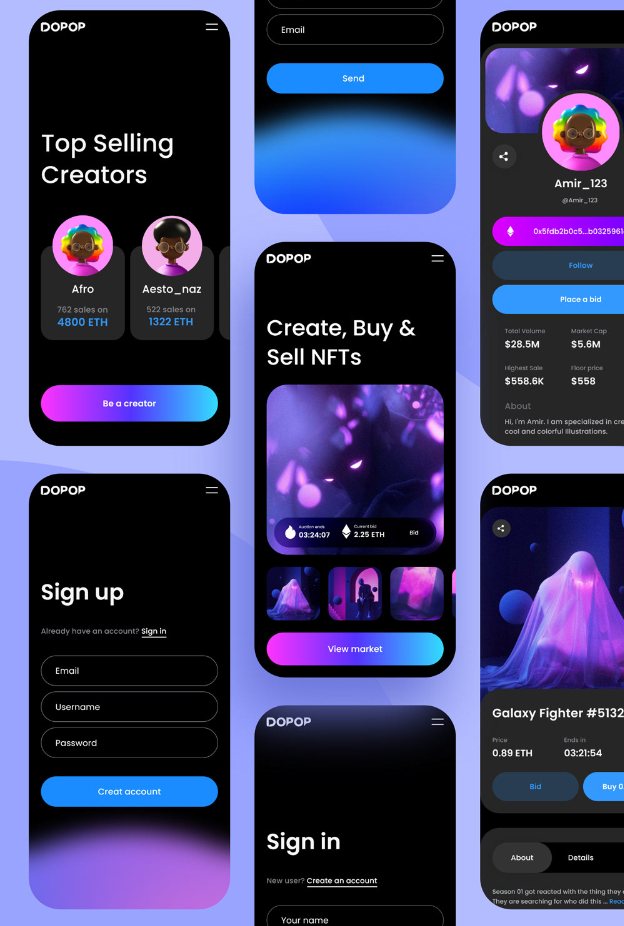 DOPOP
Top Selling
Creators
Afro
762 sales on
4800 ETH
Aesto_naz
522 sales on
1322 ETH
Be a creator
DOPOP
Sign up
Already have an account? Sign in
Email
Username
Password
Creat account
Email
Send
DOPOP
Create, Buy &
Sell NFTs
Auction ends
03:24:07
Current bid
2.25 ETH
Bid
View market
DOPOP
Sign in
New user? Create an account
Your name
DOPOP
Amir_123
@Amir_123
0x5fdb2b0c5...b0325961
Follow
Place a bid
Total Volume
Market Cap
$28.5M
$5.6M
Highest Sale
Floor price
$558.6K
$558
About
Hi, I'm Amir. I am specialized in cre
cool and colorful illustrations.
DOPOP
Galaxy Fighter #5132
Price
Ends in
0.89 ETH
03:21:54
Bid
Buy 0.
About
Details
Season 01 got reacted with the thing they
They are searching for who did this ... Read